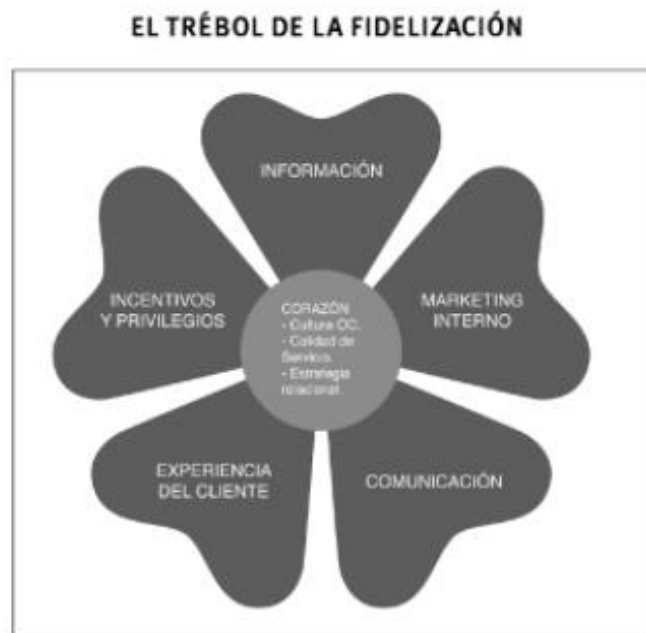 EL TRÉBOL DE LA FIDELIZACIÓN
INFORMACIÓN
INCENTIVOS
Y PRIVILEGIOS
CORAZÓN
- Cultura OC.
- Calidad de
Servicio.
- Estrategia
relacional.
MARKETING
INTERNO
EXPERIENCIA
DEL CLIENTE
COMUNICACIÓN